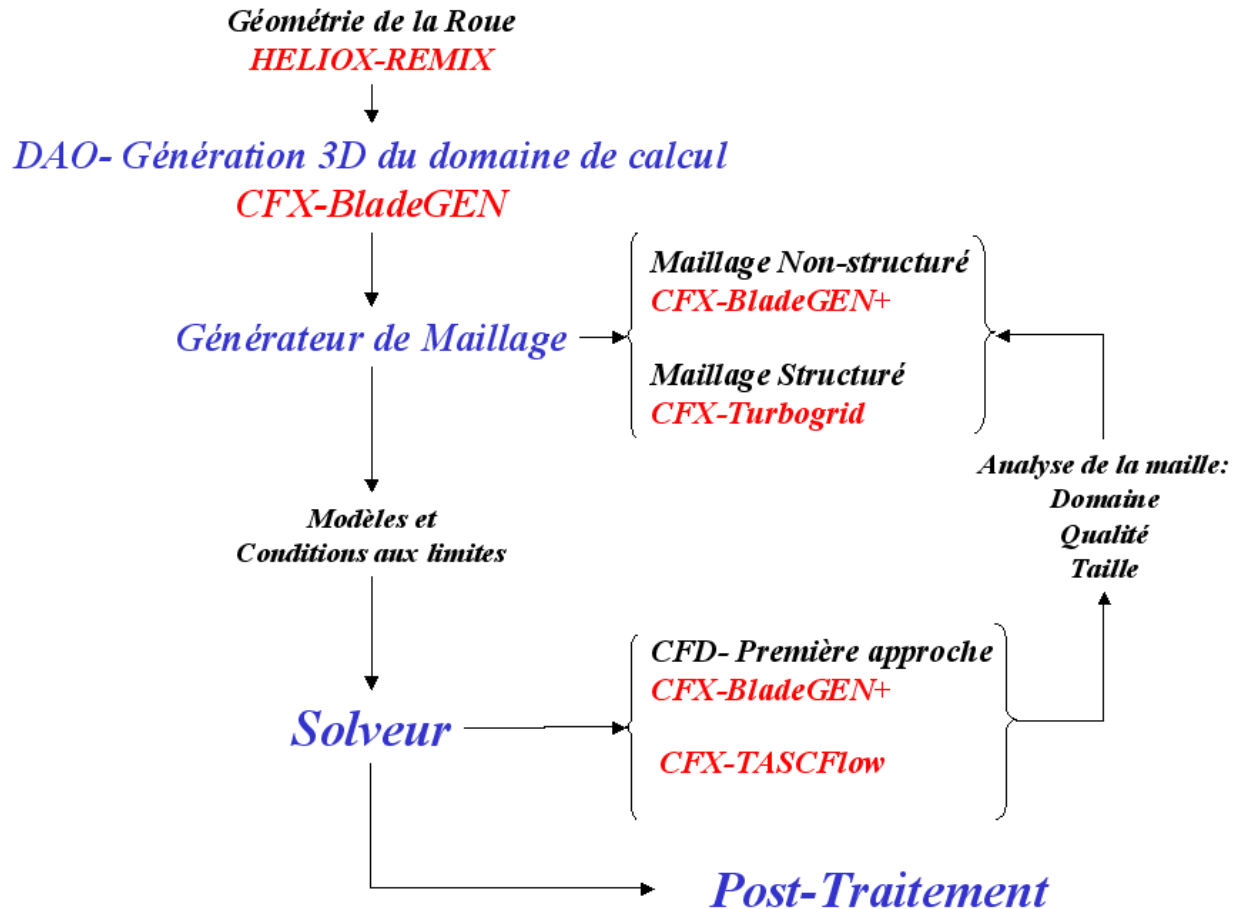 Géométrie de la Roue
HELIOX-REMIX
DAO- Génération 3D du domaine de calcul
CFX-BladeGEN
Maillage Non-structuré
CFX-BladeGEN+
Générateur de Maillage
Maillage Structuré
CFX-Turbogrid
Analyse de la maille:
Domaine
Qualité
Taille
Modèles et
Conditions aux limites
CFD- Première approche
CFX-BladeGEN+
Solveur
CFX-TASCFlow
Post-Traitement